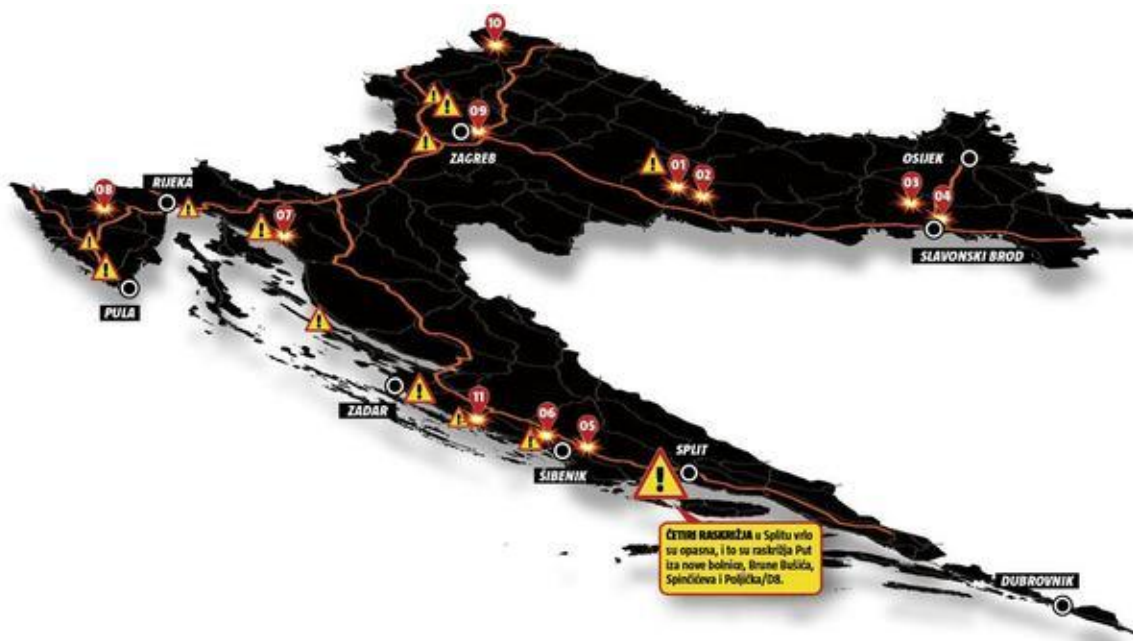 10
09
ZAGREB
01
02
OSIJEK
03
04
SLAVONSKI BROD
RIJEKA
08
07
PULA
ZADAR
11
06
05
ŠIBENIK
SPLIT
ČETIRI RASKRIŽJA u Splitu vrlo
su opasna, i to su raskrižja Put
iza nove bolnice, Brune Bušića,
Spinčićeva i Poljička/D8.
DUBROVNIK